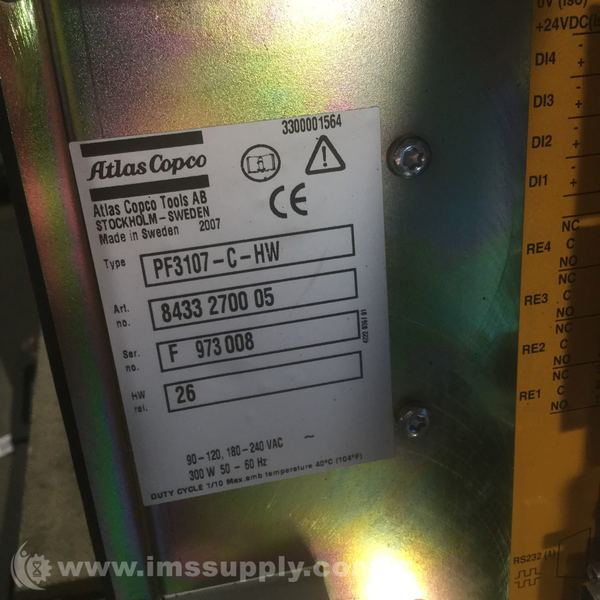 3300001564
Atlas Copco
Atlas Copco Tools AB
STOCKHOLM-SWEDEN
Made in Sweden 2007
CE
Type PF3107-C-HW
Art. no. 8433 2700 05
Ser. no. F 973 008
HW rel. 26
90-120, 180-240 VAC ~
300 W 50-60 Hz
DUTY CYCLE 1/10 Max.amb temperature 40°C (104°F)
0V (ISO)
+24VDC(IS
DI4 + -
DI3 + -
DI2 + -
DI1 + -
RE4 NC C NO
RE3 NC C NO
RE2 NC C NO
RE1 NC C NO
RS232 (A)
www.imssupply.com